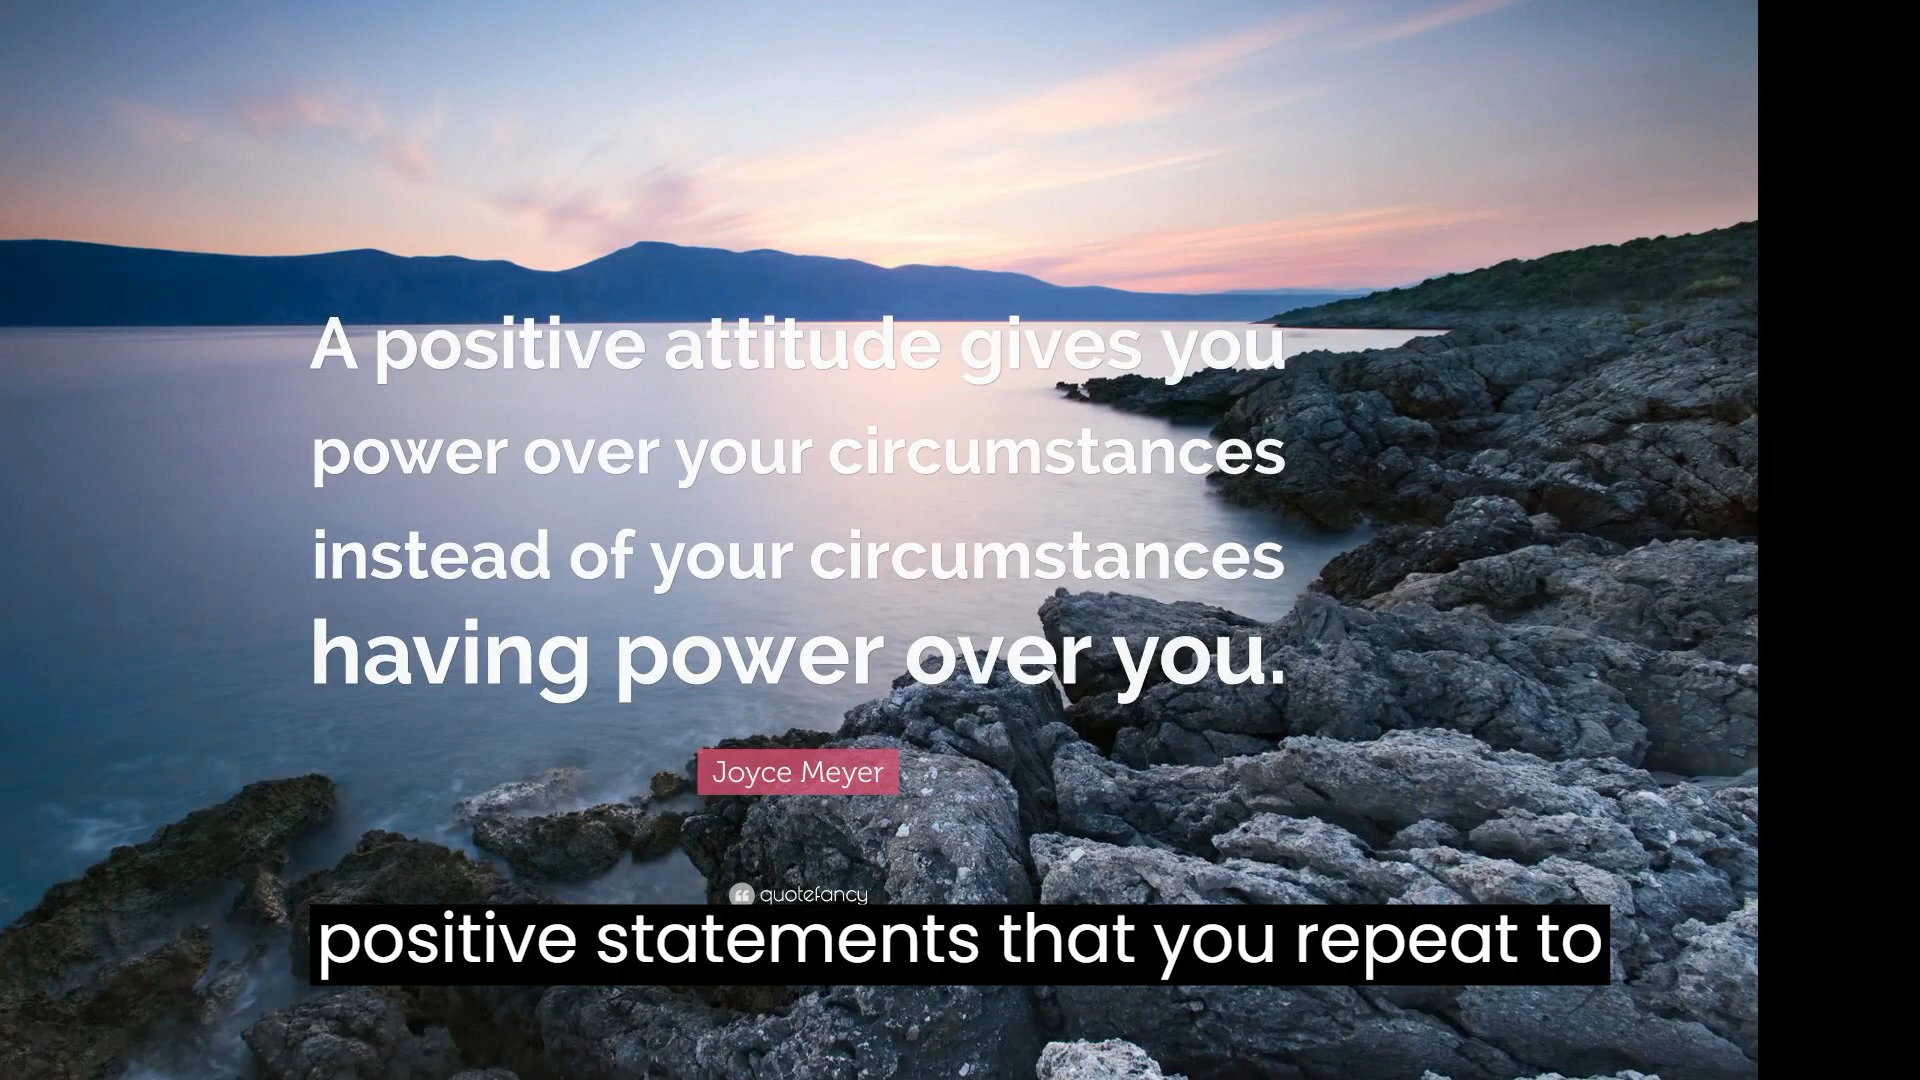 A positive attitude gives you
power over your circumstances
instead of your circumstances
having power over you.
Joyce Meyer
quotefancy
positive statements that you repeat to